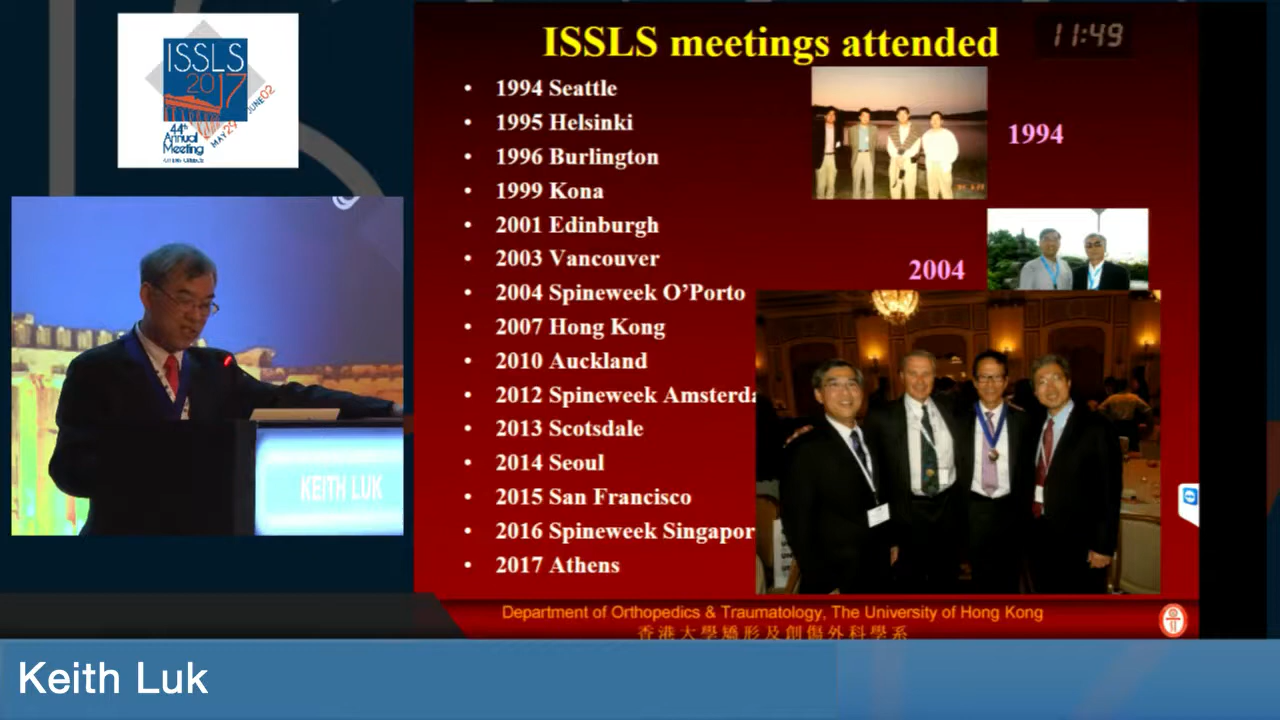 ISSLS
2017
44th
Annual
Meeting
MAY 29
JUNE 02
KEITH LUK
ISSLS meetings attended
11:49
• 1994 Seattle
• 1995 Helsinki
• 1996 Burlington
• 1999 Kona
• 2001 Edinburgh
• 2003 Vancouver
• 2004 Spineweek O'Porto
• 2007 Hong Kong
• 2010 Auckland
• 2012 Spineweek Amsterda
• 2013 Scotsdale
• 2014 Seoul
• 2015 San Francisco
• 2016 Spineweek Singapor
• 2017 Athens
1994
2004
Department of Orthopedics & Traumatology, The University of Hong Kong
香港大學矯形及創傷外科學系
Keith Luk